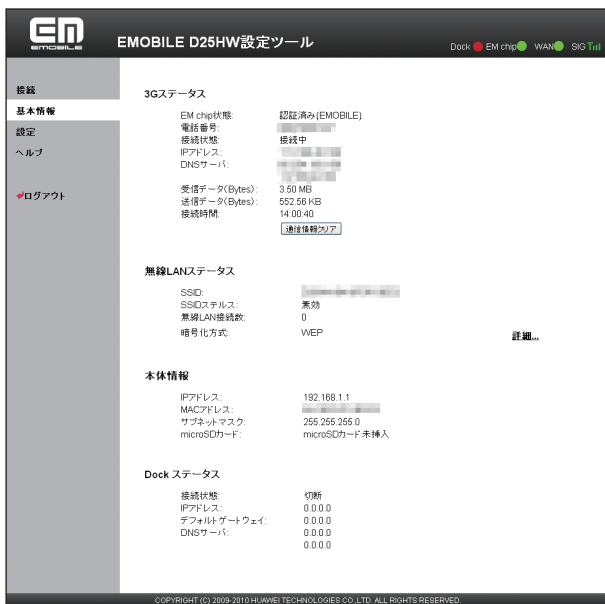 EM
EMOBILE
EMOBILE D25HW設定ツール
Dock EM chip WAN SIG
接続
基本情報
設定
ヘルプ
ログアウト
3Gステータス
EM chip状態: 認証済み(EMOBILE)
電話番号:
接続状態: 接続中
IPアドレス:
DNSサーバ:
受信データ(Bytes): 3.50 MB
送信データ(Bytes): 552.56 KB
接続時間: 14:00:40
通信情報クリア
無線LANステータス
SSID:
SSIDステルス: 無効
無線LAN接続数: 0
暗号化方式: WEP 詳細...
本体情報
IPアドレス: 192.168.1.1
MACアドレス:
サブネットマスク: 255.255.255.0
microSDカード: microSDカード未挿入
Dock ステータス
接続状態: 切断
IPアドレス: 0.0.0.0
デフォルトゲートウェイ: 0.0.0.0
DNSサーバ: 0.0.0.0
0.0.0.0
COPYRIGHT (C) 2009-2010 HUAWEI TECHNOLOGIES CO.,LTD. ALL RIGHTS RESERVED.